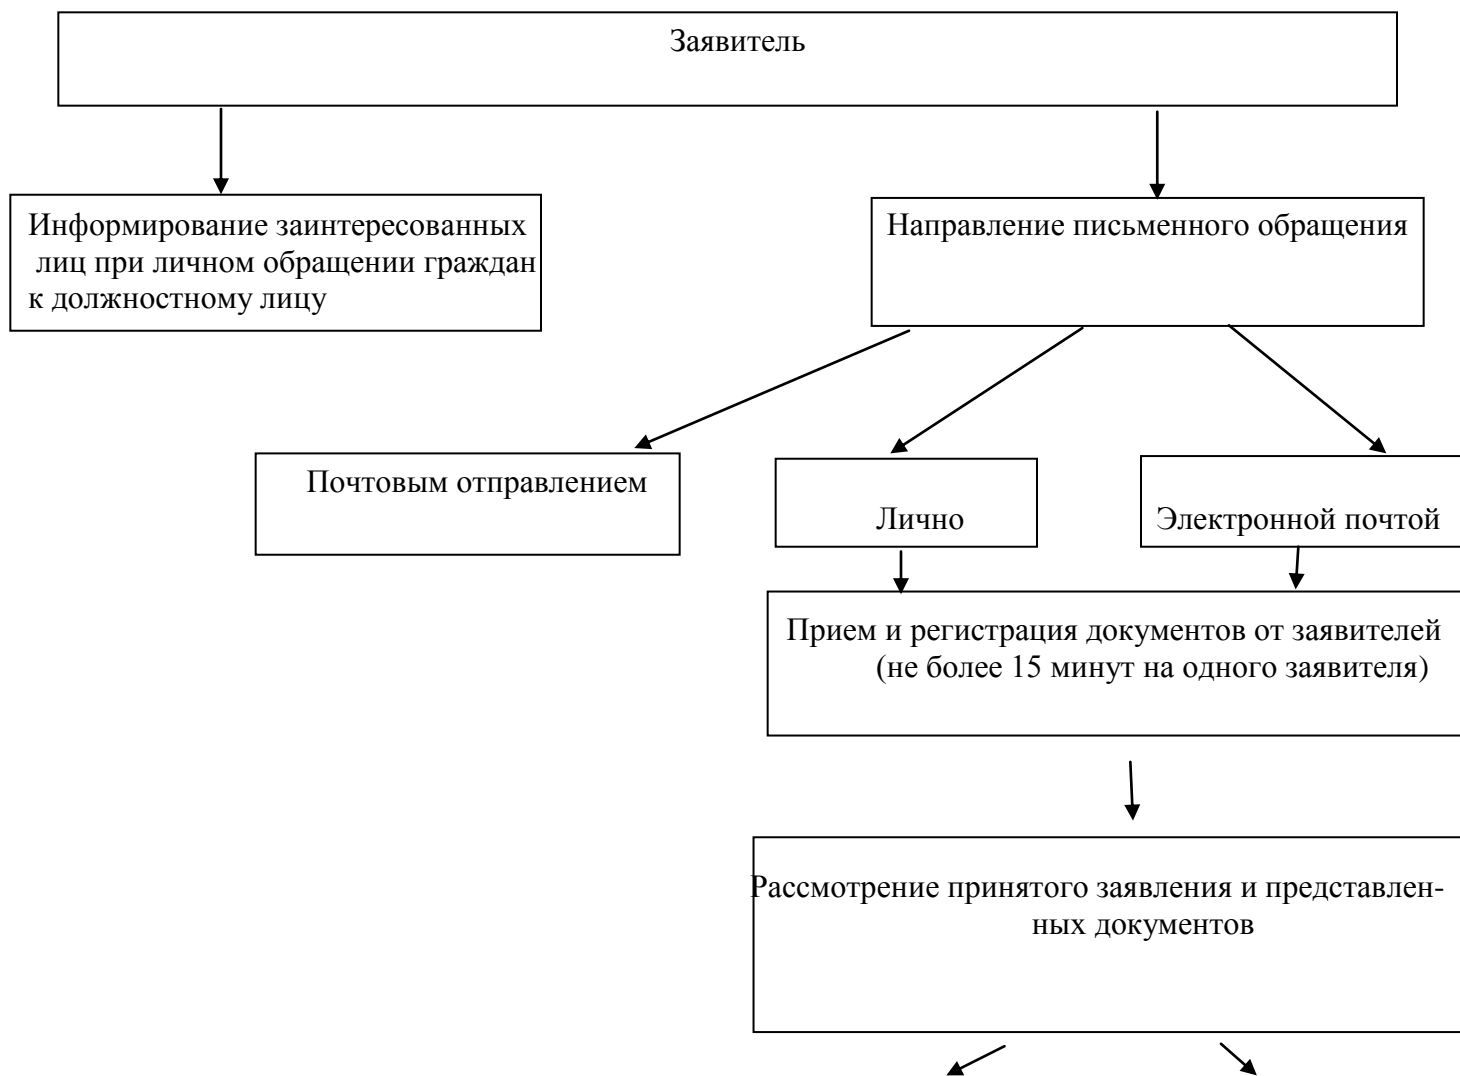 Заявитель
Информирование заинтересованных
лиц при личном обращении граждан
к должностному лицу
Направление письменного обращения
Почтовым отправлением
Лично
Электронной почтой
Прием и регистрация документов от заявителей
(не более 15 минут на одного заявителя)
Рассмотрение принятого заявления и представлен-
ных документов